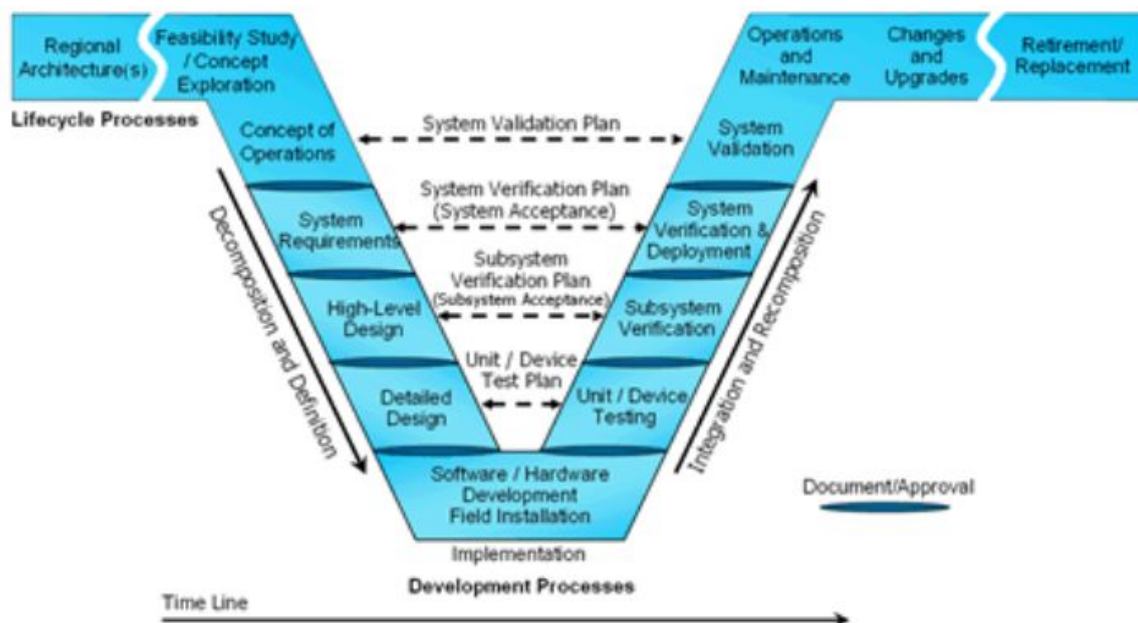 Regional
Architecture(s)
Feasibility Study
/ Concept
Exploration
Operations
and
Maintenance
Changes
and
Upgrades
Retirement/
Replacement
Lifecycle Processes
Concept of
Operations
System Validation Plan
System
Validation
System
Requirements
System Verification Plan
(System Acceptance)
System
Verification &
Deployment
High-Level
Design
Subsystem
Verification Plan
(Subsystem Acceptance)
Subsystem
Verification
Detailed
Design
Unit / Device
Test Plan
Unit / Device
Testing
Decomposition and Definition
Integration and Recomposition
Software / Hardware
Development
Field Installation
Document/Approval
Implementation
Development Processes
Time Line